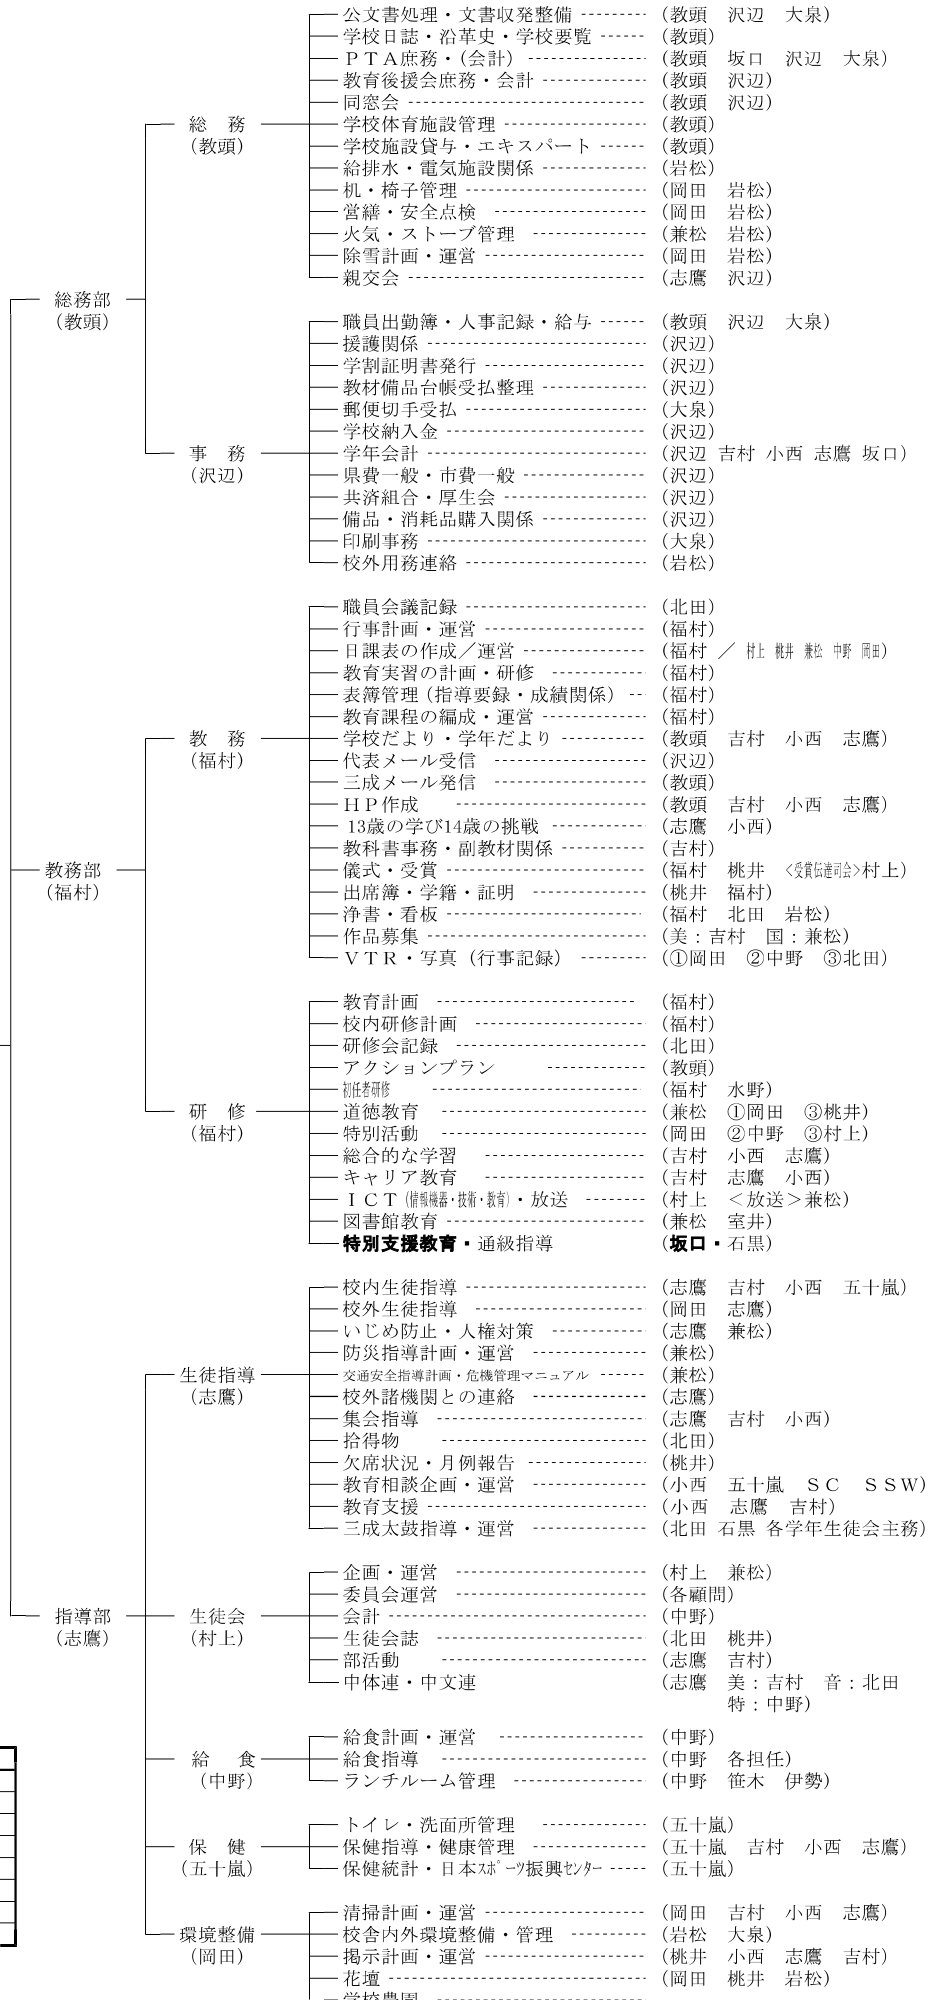 公文書処理・文書収発整備 ------- （教頭　沢辺　大泉）
学校日誌・沿革史・学校要覧 ------ （教頭）
ＰＴＡ庶務・（会計） ------- （教頭　坂口　沢辺　大泉）
教育後援会庶務・会計 ------- （教頭　沢辺）
同窓会 ------- （教頭　沢辺）
総　務 学校体育施設管理 ------- （教頭）
（教頭） 学校施設貸与・エキスパート ------ （教頭）
給排水・電気施設関係 ------- （岩松）
机・椅子管理 ------- （岡田　岩松）
営繕・安全点検 ------- （岡田　岩松）
火気・ストーブ管理 ------- （兼松　岩松）
除雪計画・運営 ------- （岡田　岩松）
親交会 ------- （志鷹　沢辺）
総務部
（教頭） 職員出勤簿・人事記録・給与 ------ （教頭　沢辺　大泉）
援護関係 ------- （沢辺）
学割証明書発行 ------- （沢辺）
教材備品台帳受払整理 ------- （沢辺）
郵便切手受払 ------- （大泉）
学校納入金 ------- （沢辺）
事　務 学年会計 ------- （沢辺 吉村 小西 志鷹 坂口）
（沢辺） 県費一般・市費一般 ------- （沢辺）
共済組合・厚生会 ------- （沢辺）
備品・消耗品購入関係 ------- （沢辺）
印刷事務 ------- （大泉）
校外用務連絡 ------- （岩松）
職員会議記録 ------- （北田）
行事計画・運営 ------- （福村）
日課表の作成／運営 ------- （福村 ／ 村上 桃井 兼松 中野 岡田）
教育実習の計画・研修 ------- （福村）
表簿管理（指導要録・成績関係） --- （福村）
教育課程の編成・運営 ------- （福村）
教　務 学校だより・学年だより ------- （教頭　吉村　小西　志鷹）
（福村） 代表メール受信 ------- （沢辺）
三成メール発信 ------- （教頭）
ＨＰ作成 ------- （教頭　吉村　小西　志鷹）
13歳の学び14歳の挑戦 ------- （志鷹　小西）
教科書事務・副教材関係 ------- （吉村）
教務部 儀式・受賞 ------- （福村　桃井　＜受賞伝達司会＞村上）
（福村） 出席簿・学籍・証明 ------- （桃井　福村）
浄書・看板 ------- （福村　北田　岩松）
作品募集 ------- （美：吉村　国：兼松）
ＶＴＲ・写真（行事記録） ------- （①岡田　②中野　③北田）
教育計画 ------- （福村）
校内研修計画 ------- （福村）
研修会記録 ------- （北田）
アクションプラン ------- （教頭）
初任者研修 ------- （福村　水野）
研　修 道徳教育 ------- （兼松　①岡田　③桃井）
（福村） 特別活動 ------- （岡田　②中野　③村上）
総合的な学習 ------- （吉村　小西　志鷹）
キャリア教育 ------- （吉村　志鷹　小西）
ＩＣＴ（情報機器・技術・教育）・放送 ------- （村上　＜放送＞兼松）
図書館教育 ------- （兼松　室井）
特別支援教育・通級指導 （坂口・石黒）
校内生徒指導 ------- （志鷹　吉村　小西　五十嵐）
校外生徒指導 ------- （岡田　志鷹）
いじめ防止・人権対策 ------- （志鷹　兼松）
防災指導計画・運営 ------- （兼松）
生徒指導 交通安全指導計画・危機管理マニュアル ------ （兼松）
（志鷹） 校外諸機関との連絡 ------- （志鷹）
集会指導 ------- （志鷹　吉村　小西）
拾得物 ------- （北田）
欠席状況・月例報告 ------- （桃井）
教育相談企画・運営 ------- （小西　五十嵐　ＳＣ　ＳＳＷ）
教育支援 ------- （小西　志鷹　吉村）
三成太鼓指導・運営 ------- （北田 石黒 各学年生徒会主務）
企画・運営 ------- （村上　兼松）
委員会運営 ------- （各顧問）
指導部 生徒会 会計 ------- （中野）
（志鷹） （村上） 生徒会誌 ------- （北田　桃井）
部活動 ------- （志鷹　吉村）
中体連・中文連 （志鷹　美：吉村　音：北田
特：中野）
給食計画・運営 ------- （中野）
給　食 給食指導 ------- （中野　各担任）
（中野） ランチルーム管理 ------- （中野　笹木　伊勢）
トイレ・洗面所管理 ------- （五十嵐）
保　健 保健指導・健康管理 ------- （五十嵐　吉村　小西　志鷹）
（五十嵐） 保健統計・日本ｽﾎﾟｰﾂ振興ｾﾝﾀｰ ----- （五十嵐）
清掃計画・運営 ------- （岡田　吉村　小西　志鷹）
環境整備 校舎内外環境整備・管理 ------- （岩松　大泉）
（岡田） 掲示計画・運営 ------- （桃井　小西　志鷹　吉村）
花壇 ------- （岡田　桃井　岩松）